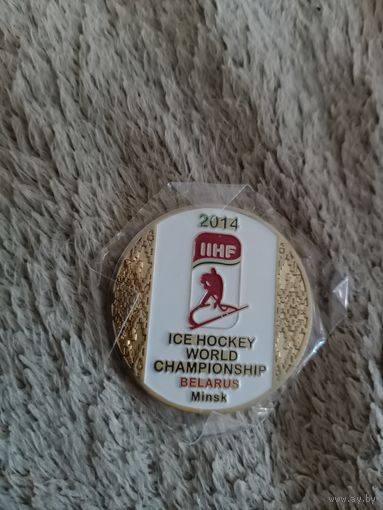 2014
IIHF
ICE HOCKEY
WORLD
CHAMPIONSHIP
BELARUS
Minsk
www.ay.by